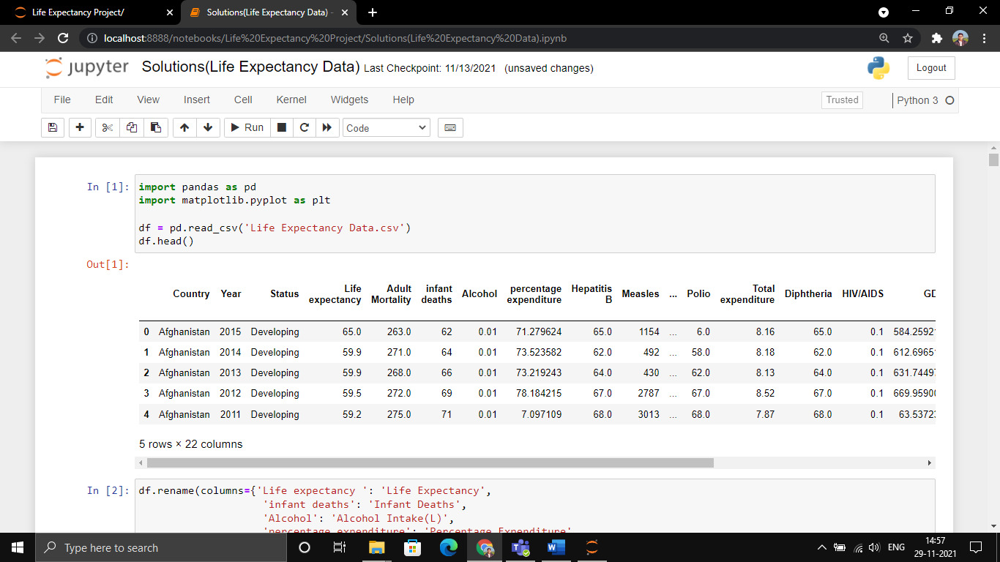 Life Expectancy Project/
Solutions(Life Expectancy Data) -
localhost:8888/notebooks/Life%20Expectancy%20Project/Solutions(Life%20Expectancy%20Data).ipynb
jupyter Solutions(Life Expectancy Data) Last Checkpoint: 11/13/2021 (unsaved changes) Logout
File Edit View Insert Cell Kernel Widgets Help Trusted Python 3
Run Code
In [1]: import pandas as pd
import matplotlib.pyplot as plt
df = pd.read_csv('Life Expectancy Data.csv')
df.head()
Out[1]:
Country Year Status Life expectancy Adult Mortality infant deaths Alcohol percentage expenditure Hepatitis B Measles ... Polio Total expenditure Diphtheria HIV/AIDS
0 Afghanistan 2015 Developing 65.0 263.0 62 0.01 71.279624 65.0 1154 ... 6.0 8.16 65.0 0.1 584.25921
1 Afghanistan 2014 Developing 59.9 271.0 64 0.01 73.523582 62.0 492 ... 58.0 8.18 62.0 0.1 612.69651
2 Afghanistan 2013 Developing 59.9 268.0 66 0.01 73.219243 64.0 430 ... 62.0 8.13 64.0 0.1 631.74497
3 Afghanistan 2012 Developing 59.5 272.0 69 0.01 78.184215 67.0 2787 ... 67.0 8.52 67.0 0.1 669.95900
4 Afghanistan 2011 Developing 59.2 275.0 71 0.01 7.097109 68.0 3013 ... 68.0 7.87 68.0 0.1 63.53723
5 rows × 22 columns
In [2]: df.rename(columns={'Life expectancy ': 'Life Expectancy',
'infant deaths': 'Infant Deaths',
'Alcohol': 'Alcohol Intake(L)',
'percentage expenditure': 'Percentage Expenditure'
Type here to search
ENG
14:57
29-11-2021